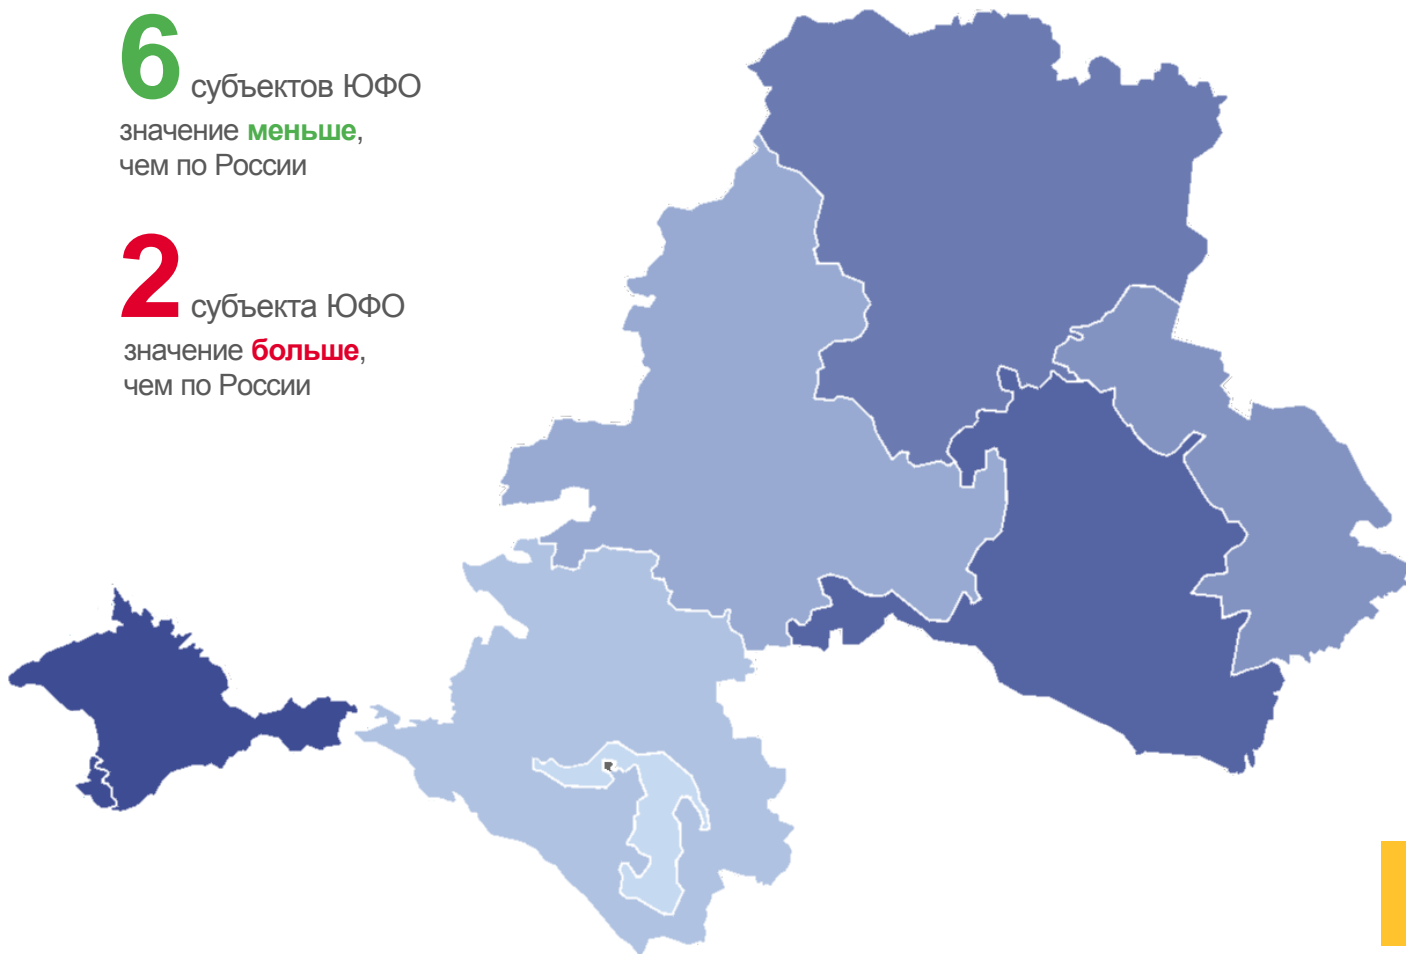 6 субъектов ЮФО
значение меньше,
чем по России
2 субъекта ЮФО
значение больше,
чем по России